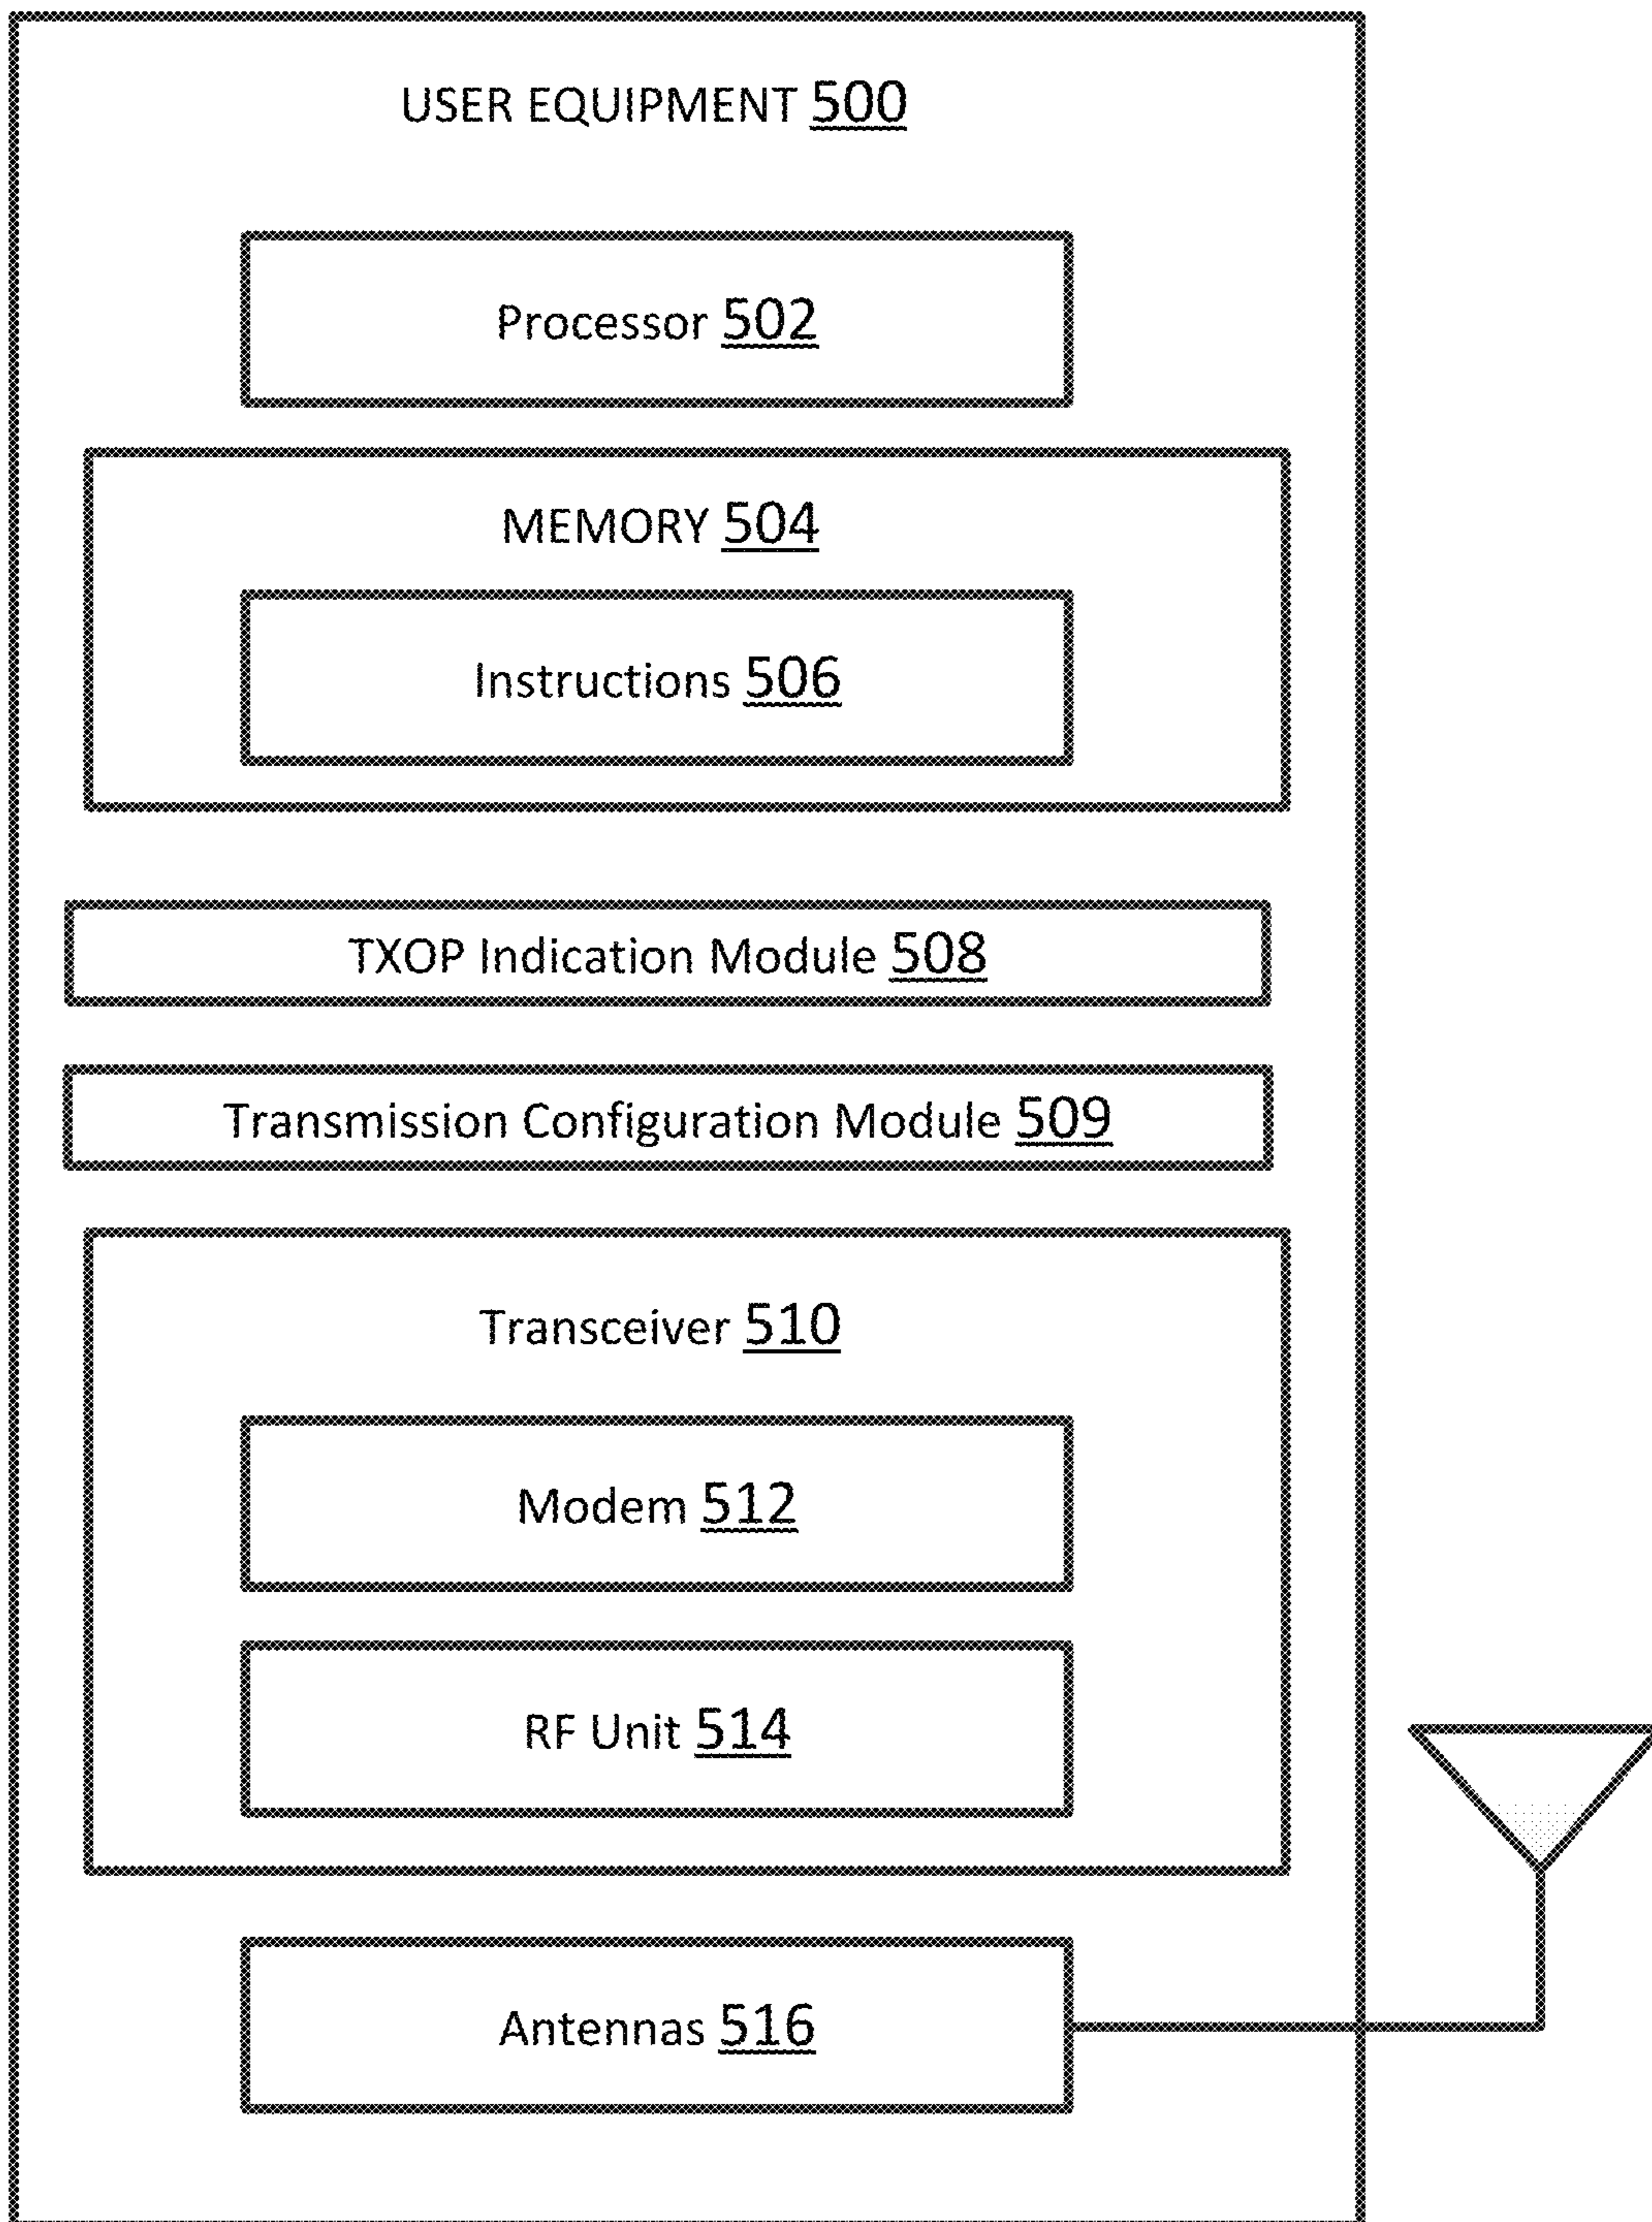 USER EQUIPMENT 500
Processor 502
MEMORY 504
Instructions 506
TXOP Indication Module 508
Transmission Configuration Module 509
Transceiver 510
Modem 512
RF Unit 514
Antennas 516